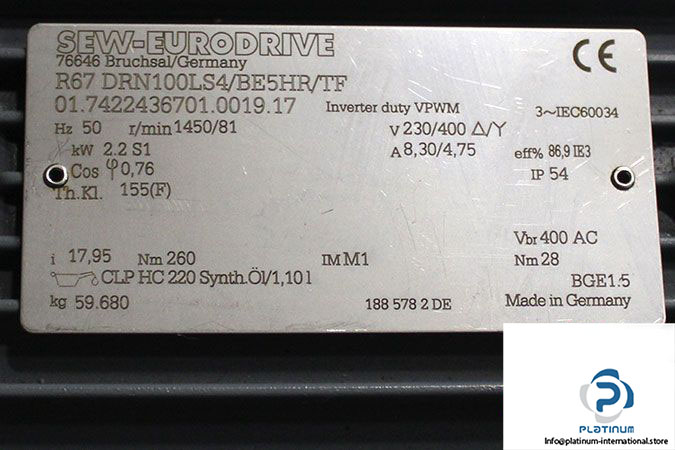 SEW-EURODRIVE
76646 Bruchsal/Germany
R67 DRN100LS4/BE5HR/TF
01.7422436701.0019.17 Inverter duty VPWM 3~IEC60034
Hz 50 r/min 1450/81 V 230/400 Δ/Y
kW 2.2 S1 A 8,30/4,75 eff% 86,9 IE3
Cos φ 0,76 IP 54
Th.Kl. 155(F)
Vbr 400 AC
i 17,95 Nm 260 IM M1 Nm 28
CLP HC 220 Synth.Öl/1,10 l BGE1.5
kg 59.680 188 578 2 DE Made in Germany
CE
P
PLATINUM
Info@platinum-international.store